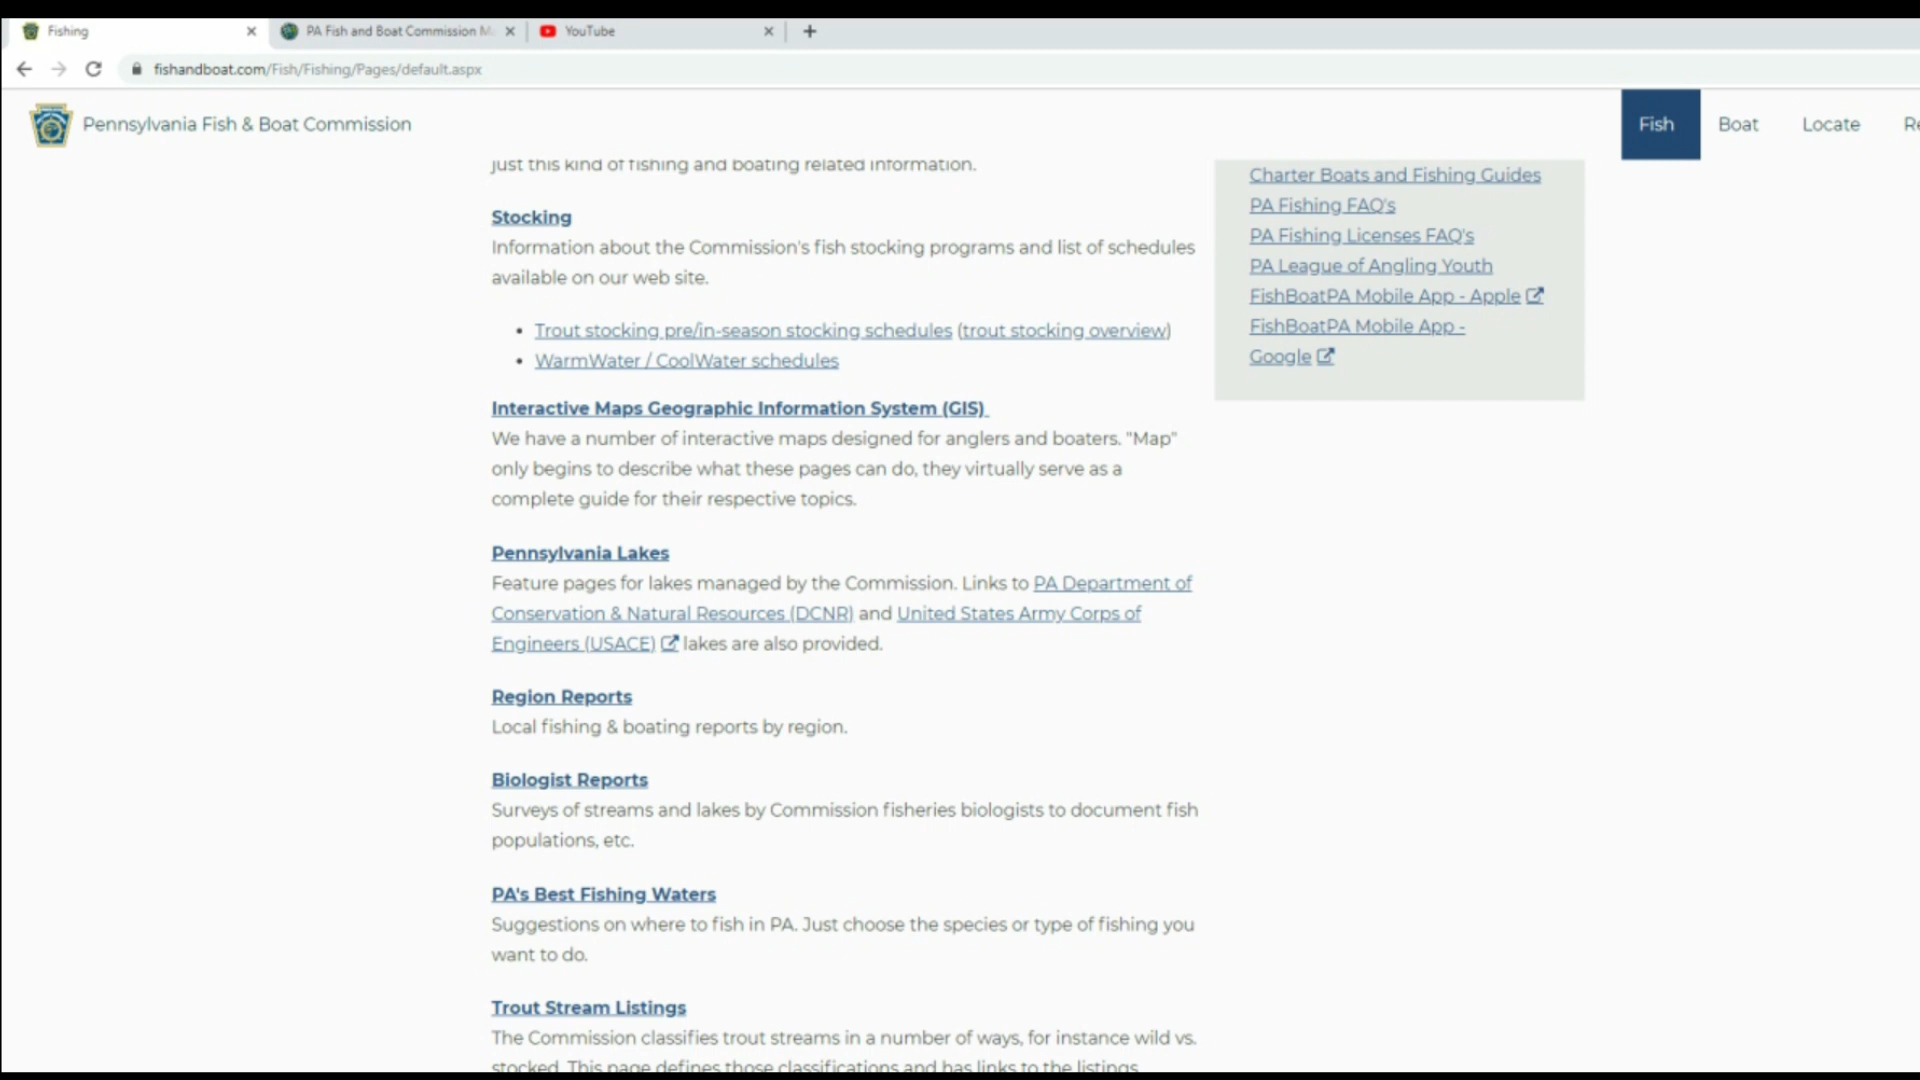 Fishing
PA Fish and Boat Commission M
YouTube
fishandboat.com/Fish/Fishing/Pages/default.aspx
Pennsylvania Fish & Boat Commission
Fish
Boat
Locate
Re
just this kind of fishing and boating related information.
Stocking
Information about the Commission's fish stocking programs and list of schedules
available on our web site.
• Trout stocking pre/in-season stocking schedules (trout stocking overview)
• WarmWater / CoolWater schedules
Interactive Maps Geographic Information System (GIS)
We have a number of interactive maps designed for anglers and boaters. "Map"
only begins to describe what these pages can do, they virtually serve as a
complete guide for their respective topics.
Pennsylvania Lakes
Feature pages for lakes managed by the Commission. Links to PA Department of
Conservation & Natural Resources (DCNR) and United States Army Corps of
Engineers (USACE) lakes are also provided.
Region Reports
Local fishing & boating reports by region.
Biologist Reports
Surveys of streams and lakes by Commission fisheries biologists to document fish
populations, etc.
PA's Best Fishing Waters
Suggestions on where to fish in PA. Just choose the species or type of fishing you
want to do.
Trout Stream Listings
The Commission classifies trout streams in a number of ways, for instance wild vs.
stocked. This page defines those classifications and has links to the listings
Charter Boats and Fishing Guides
PA Fishing FAQ's
PA Fishing Licenses FAQ's
PA League of Angling Youth
FishBoatPA Mobile App - Apple
FishBoatPA Mobile App -
Google